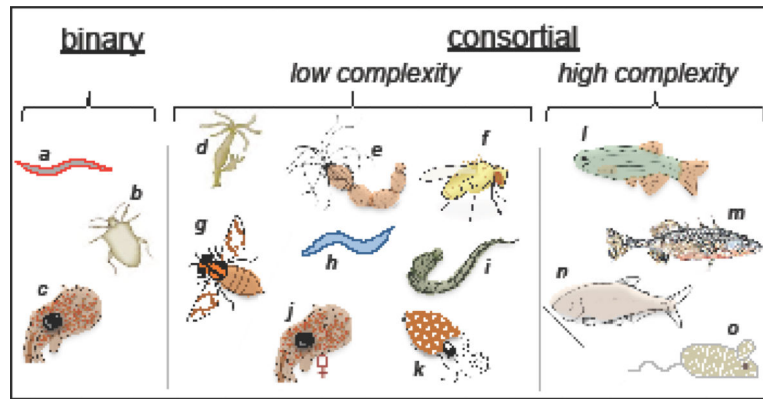 binary
consortial
low complexity
high complexity
a
b
c
d
e
f
g
h
i
j
♀
k
l
m
n
o